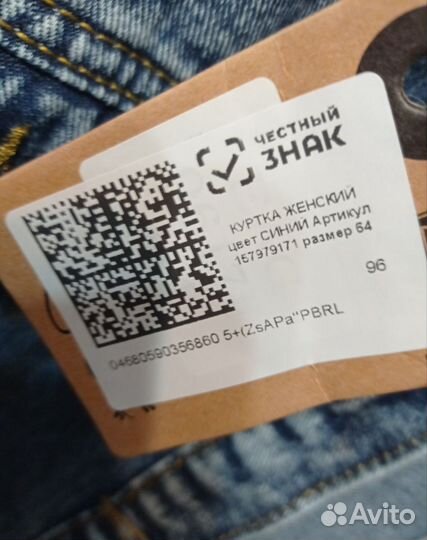 ЧЕСТНЫЙ
ЗНАК
КУРТКА ЖЕНСКИЙ
цвет СИНИЙ Артикул
157979171 размер 64
96
04680590356860 5+(ZsAPa"PBRL
Avito